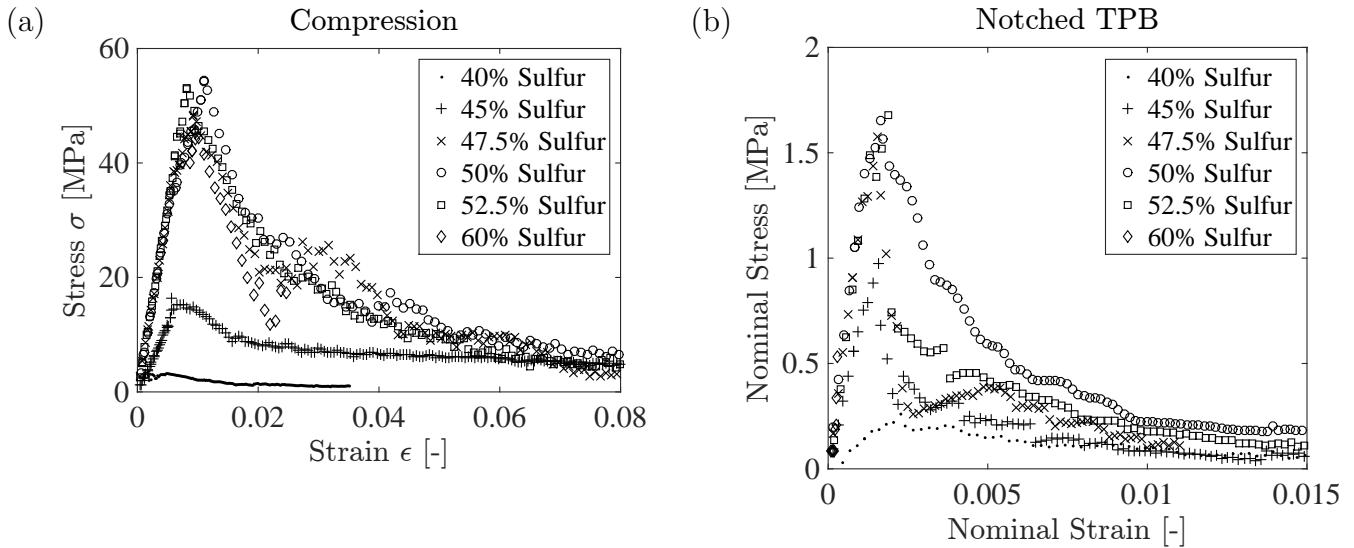 (a)
Compression
60
40
20
0
0
0.02
0.04
0.06
0.08
Stress σ [MPa]
Strain ϵ [-]
40% Sulfur
45% Sulfur
47.5% Sulfur
50% Sulfur
52.5% Sulfur
60% Sulfur
(b)
Notched TPB
2
1.5
1
0.5
0
0
0.005
0.01
0.015
Nominal Stress [MPa]
Nominal Strain [-]
40% Sulfur
45% Sulfur
47.5% Sulfur
50% Sulfur
52.5% Sulfur
60% Sulfur